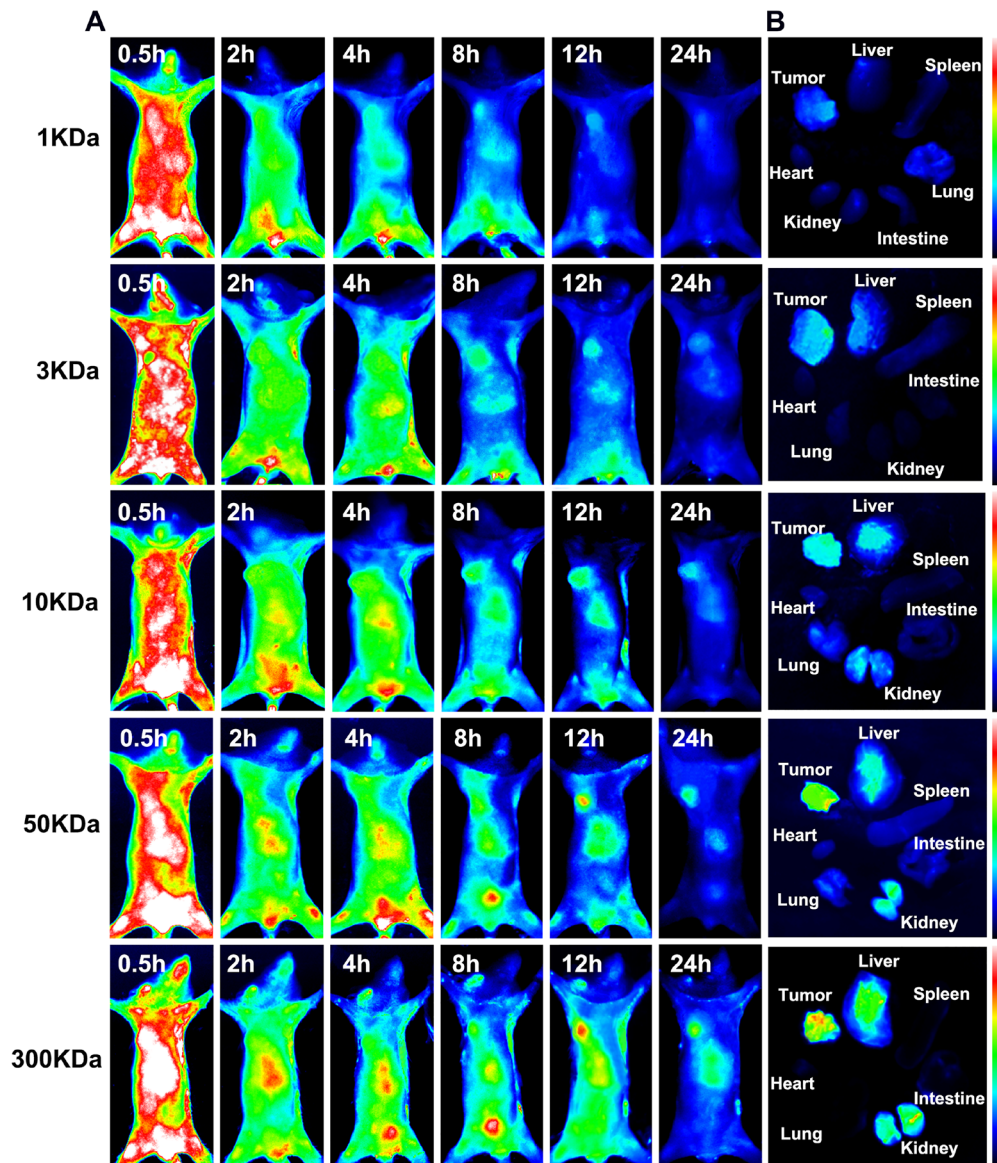 A
B
0.5h 2h 4h 8h 12h 24h
1KDa
Liver
Spleen
Tumor
Heart
Lung
Kidney
Intestine
0.5h 2h 4h 8h 12h 24h
3KDa
Liver
Tumor
Spleen
Intestine
Heart
Lung
Kidney
0.5h 2h 4h 8h 12h 24h
10KDa
Liver
Tumor
Spleen
Heart
Intestine
Lung
Kidney
0.5h 2h 4h 8h 12h 24h
50KDa
Liver
Tumor
Spleen
Heart
Intestine
Lung
Kidney
0.5h 2h 4h 8h 12h 24h
300KDa
Liver
Tumor
Spleen
Heart
Intestine
Lung
Kidney